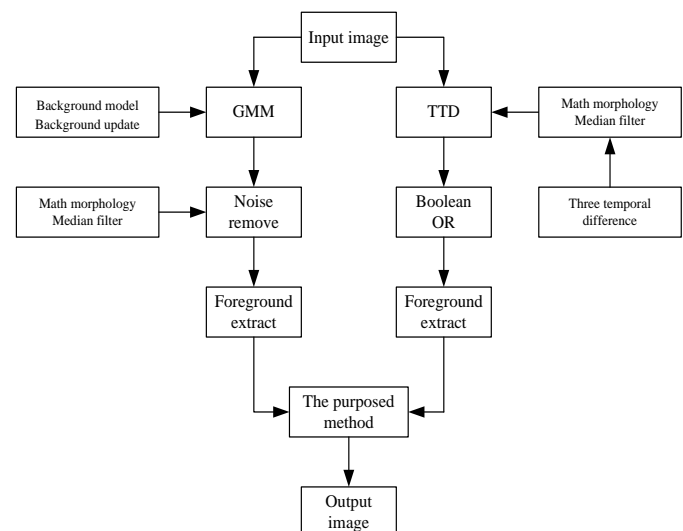 Input image
Background model
Background update
GMM
TTD
Math morphology
Median filter
Math morphology
Median filter
Noise
remove
Boolean
OR
Three temporal
difference
Foreground
extract
Foreground
extract
The purposed
method
Output
image